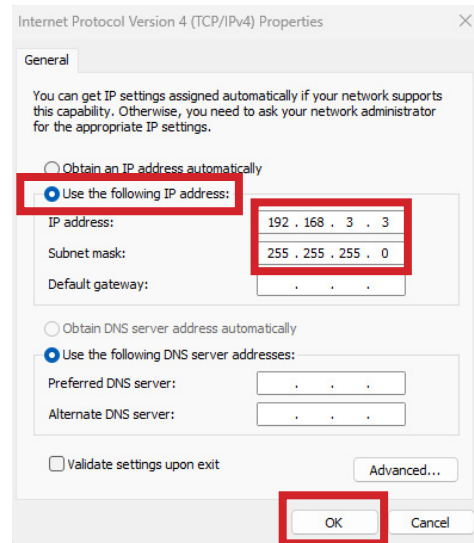 Internet Protocol Version 4 (TCP/IPv4) Properties
General
You can get IP settings assigned automatically if your network supports
this capability. Otherwise, you need to ask your network administrator
for the appropriate IP settings.
Obtain an IP address automatically
Use the following IP address:
IP address: 192 . 168 . 3 . 3
Subnet mask: 255 . 255 . 255 . 0
Default gateway: . . .
Obtain DNS server address automatically
Use the following DNS server addresses:
Preferred DNS server: . . .
Alternate DNS server: . . .
Validate settings upon exit
Advanced...
OK Cancel